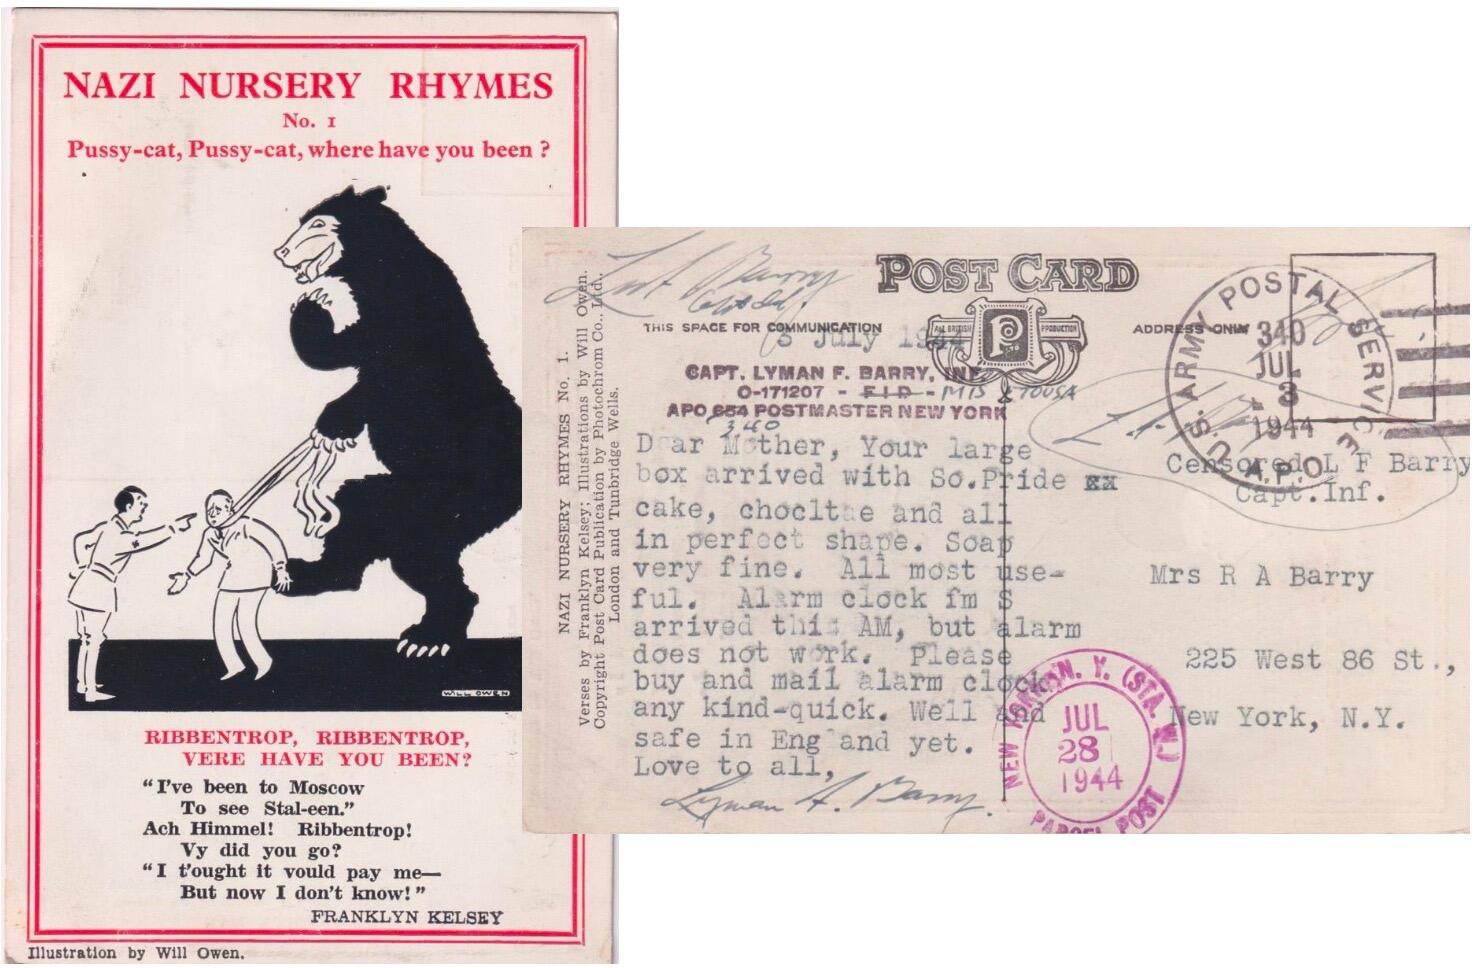 NAZI NURSERY RHYMES
No. 1
Pussy-cat, Pussy-cat, where have you been ?
WILL OWEN
RIBBENTROP, RIBBENTROP,
VERE HAVE YOU BEEN?
“I've been to Moscow
To see Stal-een.”
Ach Himmel! Ribbentrop!
Vy did you go?
“I t'ought it vould pay me—
But now I don't know!”
FRANKLYN KELSEY
Illustration by Will Owen.
NAZI NURSERY RHYMES No. 1.
Verses by Franklyn Kelsey; Illustrations by Will Owen.
Copyright Post Card Publication by Photochrom Co., Ltd.,
London and Tunbridge Wells.
Barry
POST CARD
THIS SPACE FOR COMMUNICATION
ALL BRITISH
P
PRODUCTION
ADDRESS ONLY
3 July 1944
CAPT. LYMAN F. BARRY, INF
O-171207 - F I D - MIS ETOUSA
APO 654 POSTMASTER NEW YORK
340
Dear Mother, Your large
box arrived with So.Pride xx
cake, chocltae and all
in perfect shape. Soap
very fine. All most use-
ful. Alarm clock fm S
arrived this AM, but alarm
does not work. Please
buy and mail alarm clock
any kind-quick. Well and
safe in England yet.
Love to all,
Lyman F. Barry.
U.S. ARMY POSTAL SERVICE
340
JUL
3
1944
A.P.O.
Censored L F Barry
Capt.Inf.
Mrs R A Barry
225 West 86 St.,
New York, N.Y.
NEW YORK, N. Y. (STA. W.)
JUL
28
1944
PARCEL POST